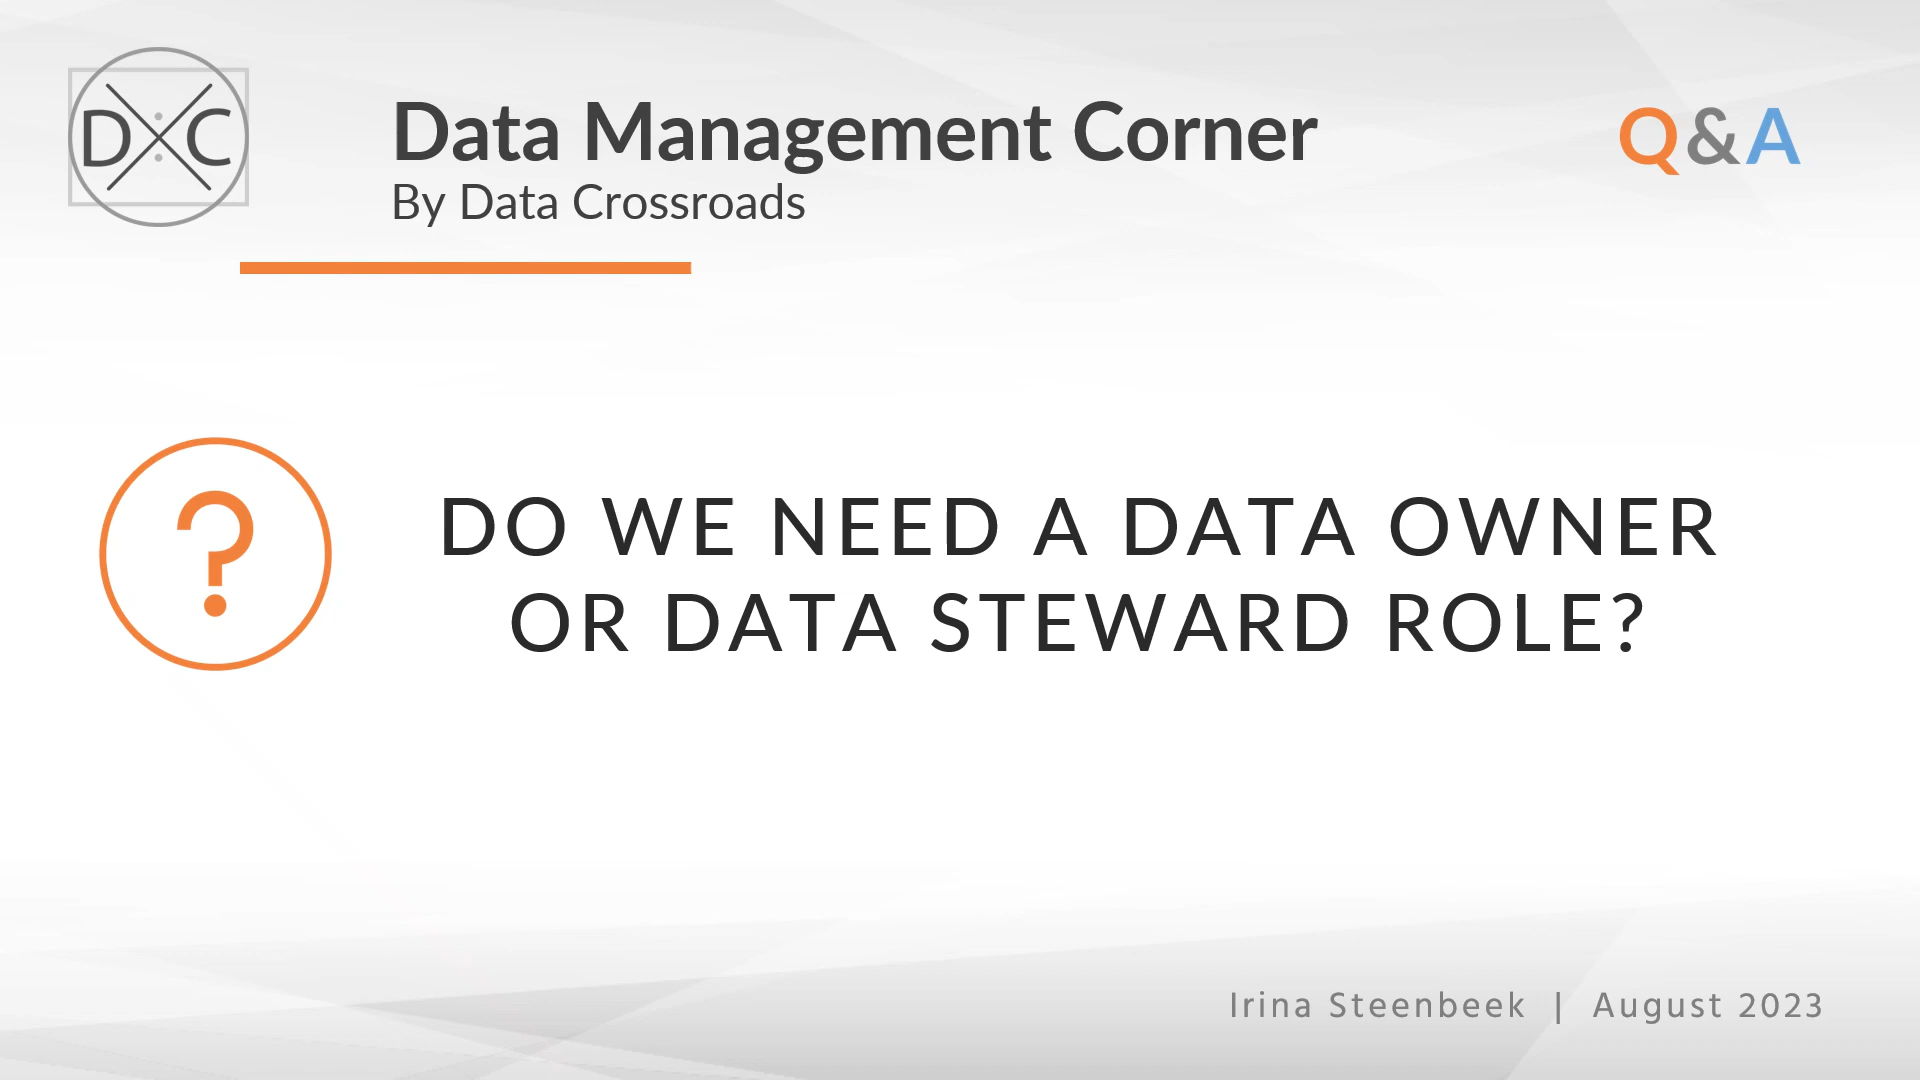 DC
Data Management Corner
By Data Crossroads
Q&A
?
DO WE NEED A DATA OWNER
OR DATA STEWARD ROLE?
Irina Steenbeek | August 2023